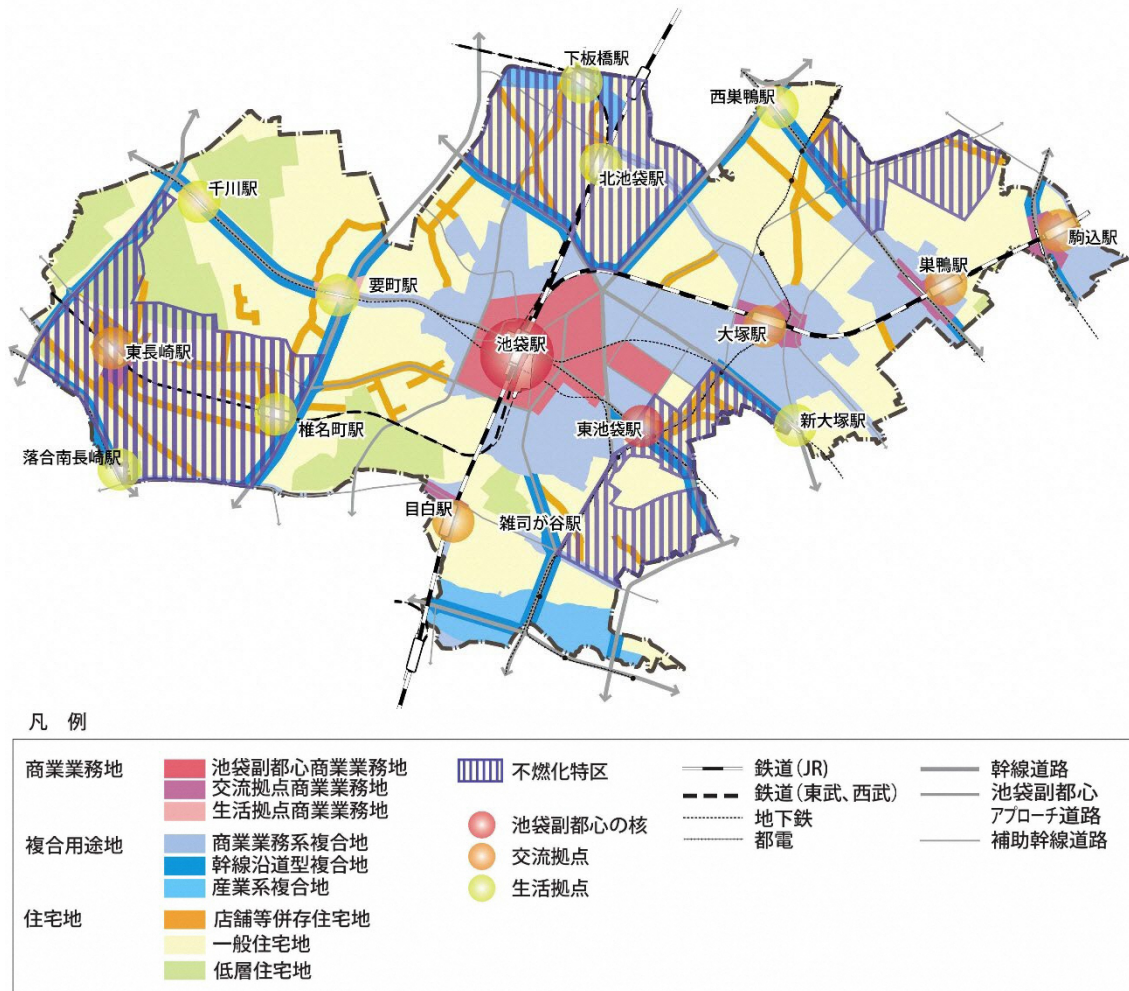 下板橋駅
西巣鴨駅
千川駅
北池袋駅
駒込駅
要町駅
巣鴨駅
大塚駅
池袋駅
東長崎駅
椎名町駅
東池袋駅
新大塚駅
落合南長崎駅
目白駅
雑司が谷駅
凡 例
商業業務地
池袋副都心商業業務地
交流拠点商業業務地
生活拠点商業業務地
複合用途地
商業業務系複合地
幹線沿道型複合地
産業系複合地
住宅地
店舗等併存住宅地
一般住宅地
低層住宅地
不燃化特区
池袋副都心の核
交流拠点
生活拠点
鉄道(JR)
鉄道(東武、西武)
地下鉄
都電
幹線道路
池袋副都心
アプローチ道路
補助幹線道路